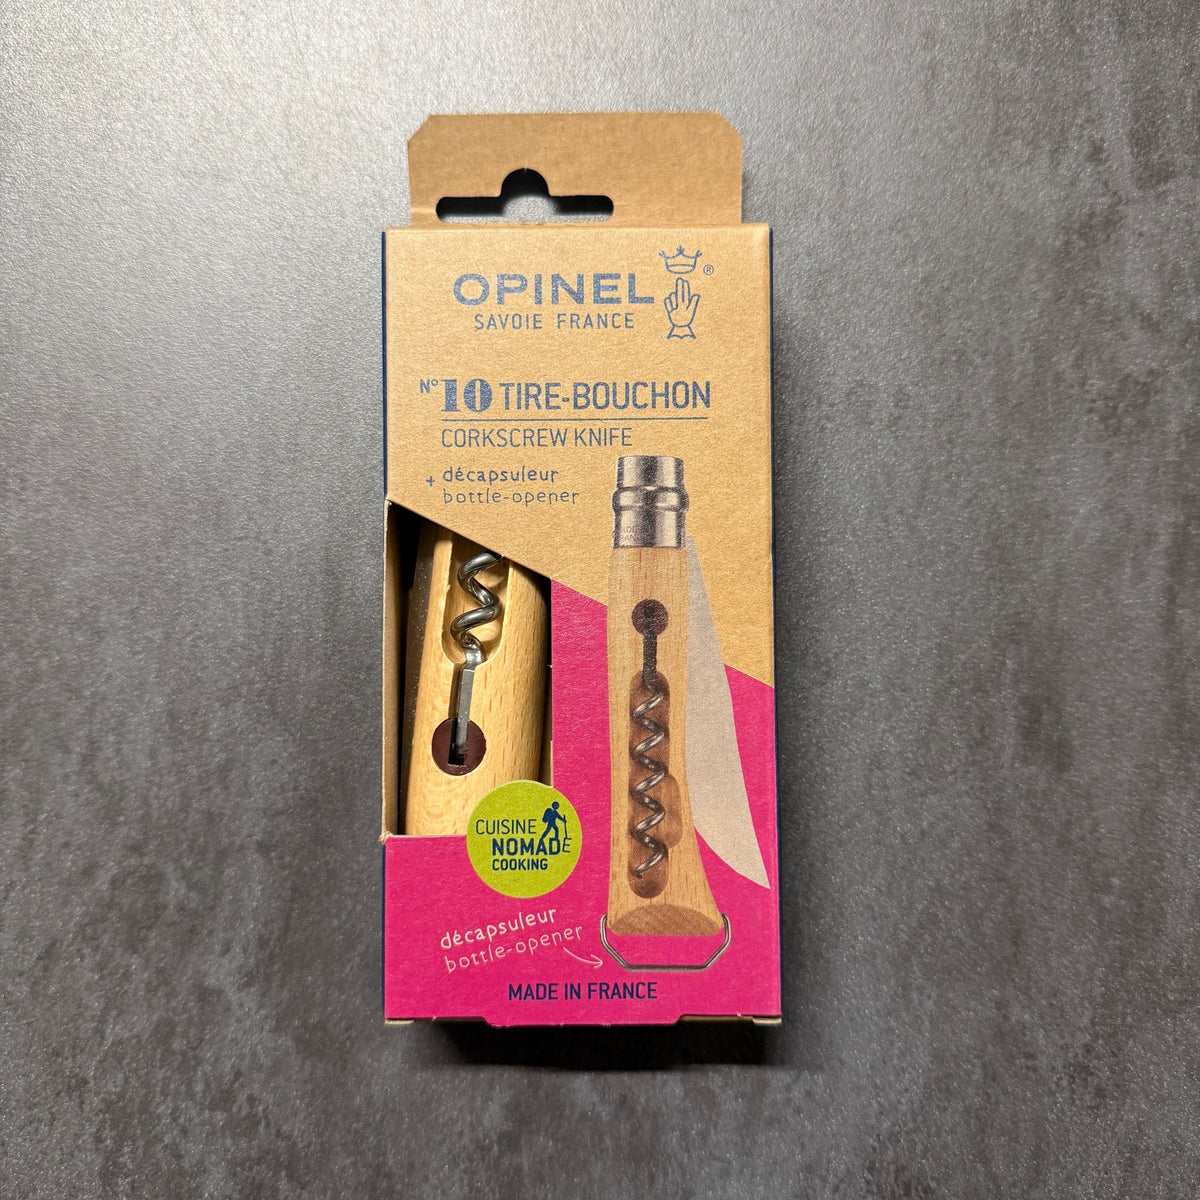 OPINEL ®
SAVOIE FRANCE
N° 10 TIRE-BOUCHON
CORKSCREW KNIFE
+ décapsuleur
bottle-opener
CUISINE
NOMADE
COOKING
décapsuleur
bottle-opener
MADE IN FRANCE